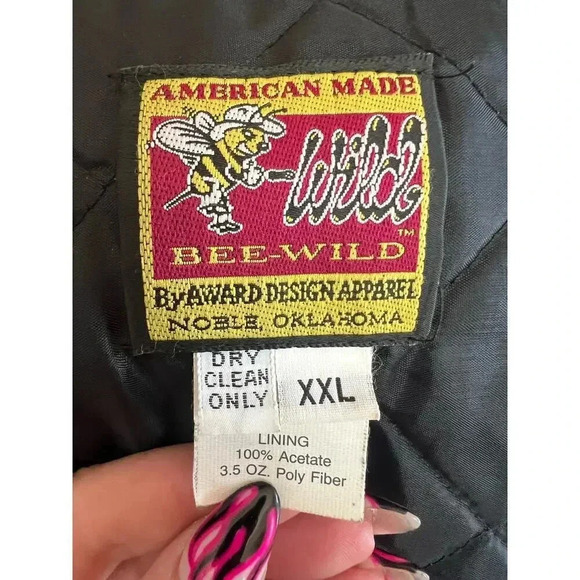 AMERICAN MADE
Wild
BEE-WILD™
By AWARD DESIGN APPAREL
NOBLE, OKLAHOMA
DRY
CLEAN
ONLY
XXL
LINING
100% Acetate
3.5 OZ. Poly Fiber